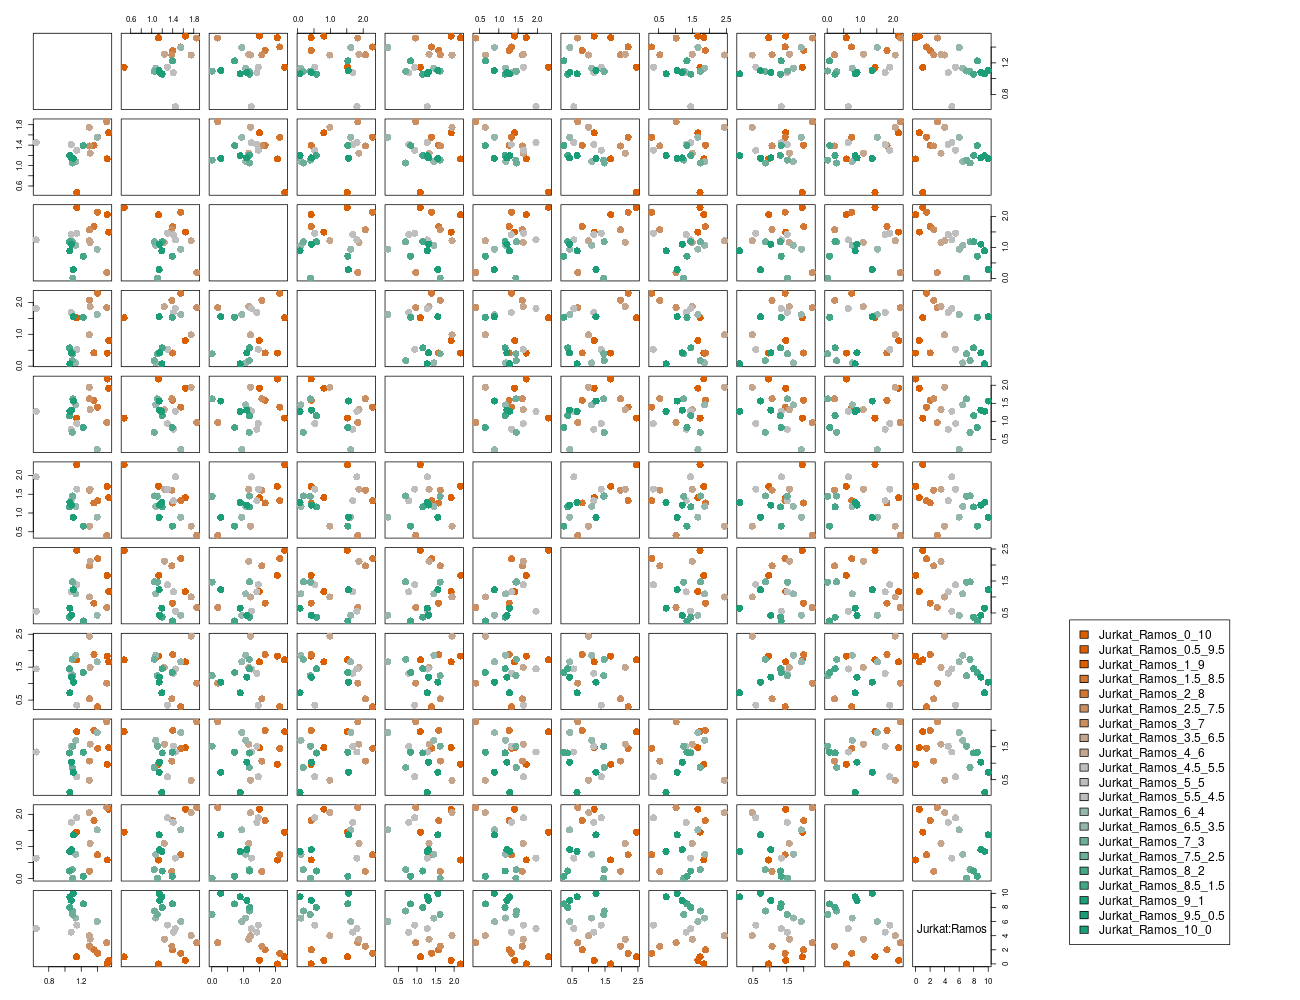 0.6 1.0 1.4 1.8
0.0 1.0 2.0
0.5 1.0 1.5 2.0
0.5 1.5 2.5
0.0 1.0 2.0
0.8 1.2
0.6 1.0 1.4 1.8
0.0 1.0 2.0
0.0 1.0 2.0
0.5 1.0 1.5 2.0
0.5 1.0 1.5 2.0
0.5 1.5 2.5
0.5 1.5 2.5
0.5 1.5
0.0 1.0 2.0
Jurkat:Ramos
0 2 4 6 8 10
0.8 1.2
0.0 1.0 2.0
0.5 1.0 1.5 2.0
0.5 1.5 2.5
0.5 1.5
0 2 4 6 8 10
Jurkat_Ramos_0_10
Jurkat_Ramos_0.5_9.5
Jurkat_Ramos_1_9
Jurkat_Ramos_1.5_8.5
Jurkat_Ramos_2_8
Jurkat_Ramos_2.5_7.5
Jurkat_Ramos_3_7
Jurkat_Ramos_3.5_6.5
Jurkat_Ramos_4_6
Jurkat_Ramos_4.5_5.5
Jurkat_Ramos_5_5
Jurkat_Ramos_5.5_4.5
Jurkat_Ramos_6_4
Jurkat_Ramos_6.5_3.5
Jurkat_Ramos_7_3
Jurkat_Ramos_7.5_2.5
Jurkat_Ramos_8_2
Jurkat_Ramos_8.5_1.5
Jurkat_Ramos_9_1
Jurkat_Ramos_9.5_0.5
Jurkat_Ramos_10_0